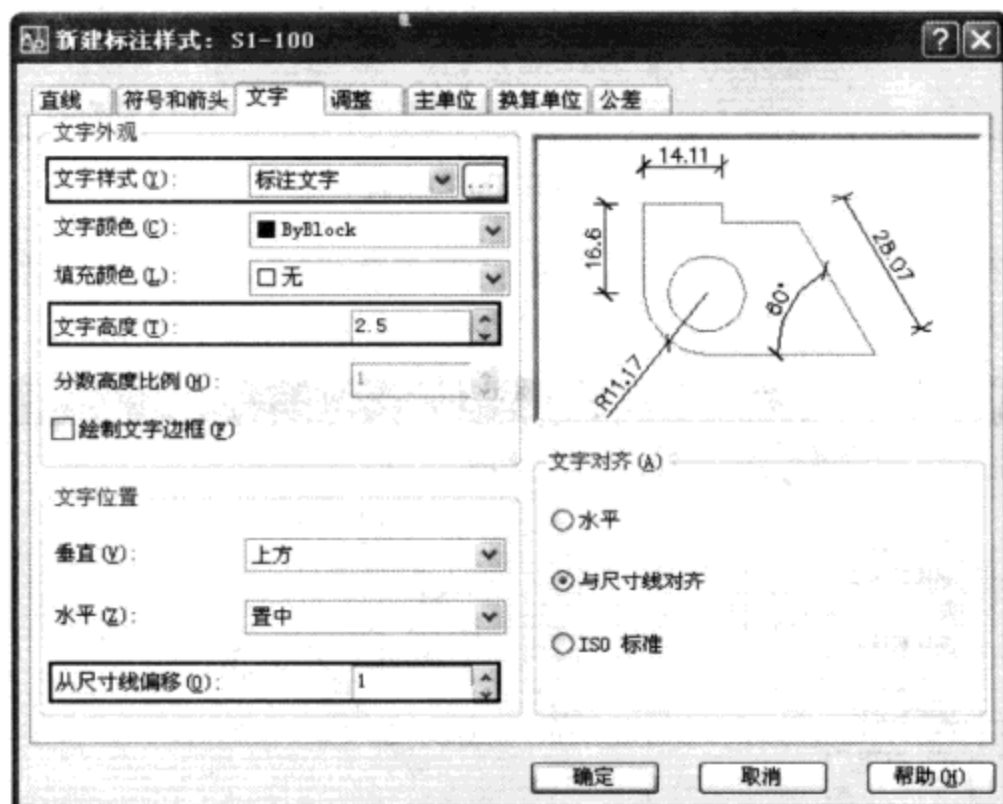 新建标注样式: S1-100
直线 符号和箭头 文字 调整 主单位 换算单位 公差
文字外观
文字样式(Y): 标注文字 ...
文字颜色(C): ByBlock
填充颜色(L): 无
文字高度(T): 2.5
分数高度比例(H): 1
绘制文字边框(F)
文字位置
垂直(V): 上方
水平(Z): 置中
从尺寸线偏移(O): 1
14.11
16.6
28.07
60°
R11.17
文字对齐(A)
水平
与尺寸线对齐
ISO 标准
确定 取消 帮助(H)